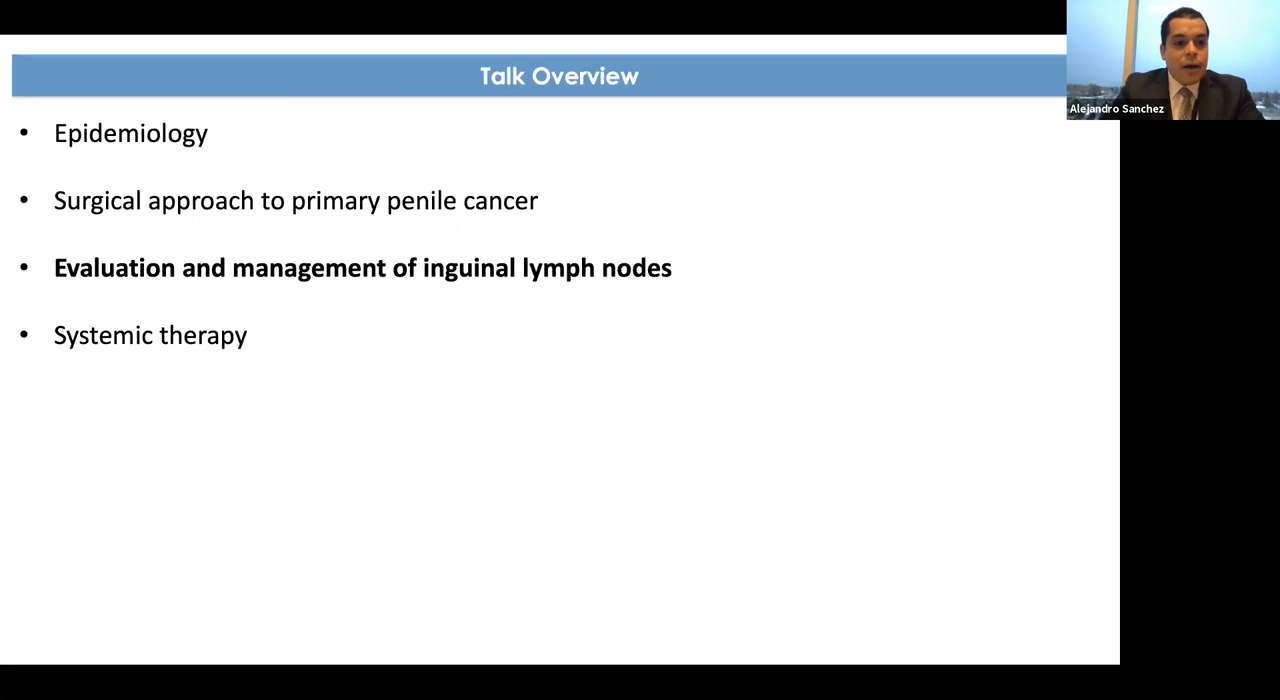 Talk Overview
Alejandro Sanchez
• Epidemiology
• Surgical approach to primary penile cancer
• Evaluation and management of inguinal lymph nodes
• Systemic therapy